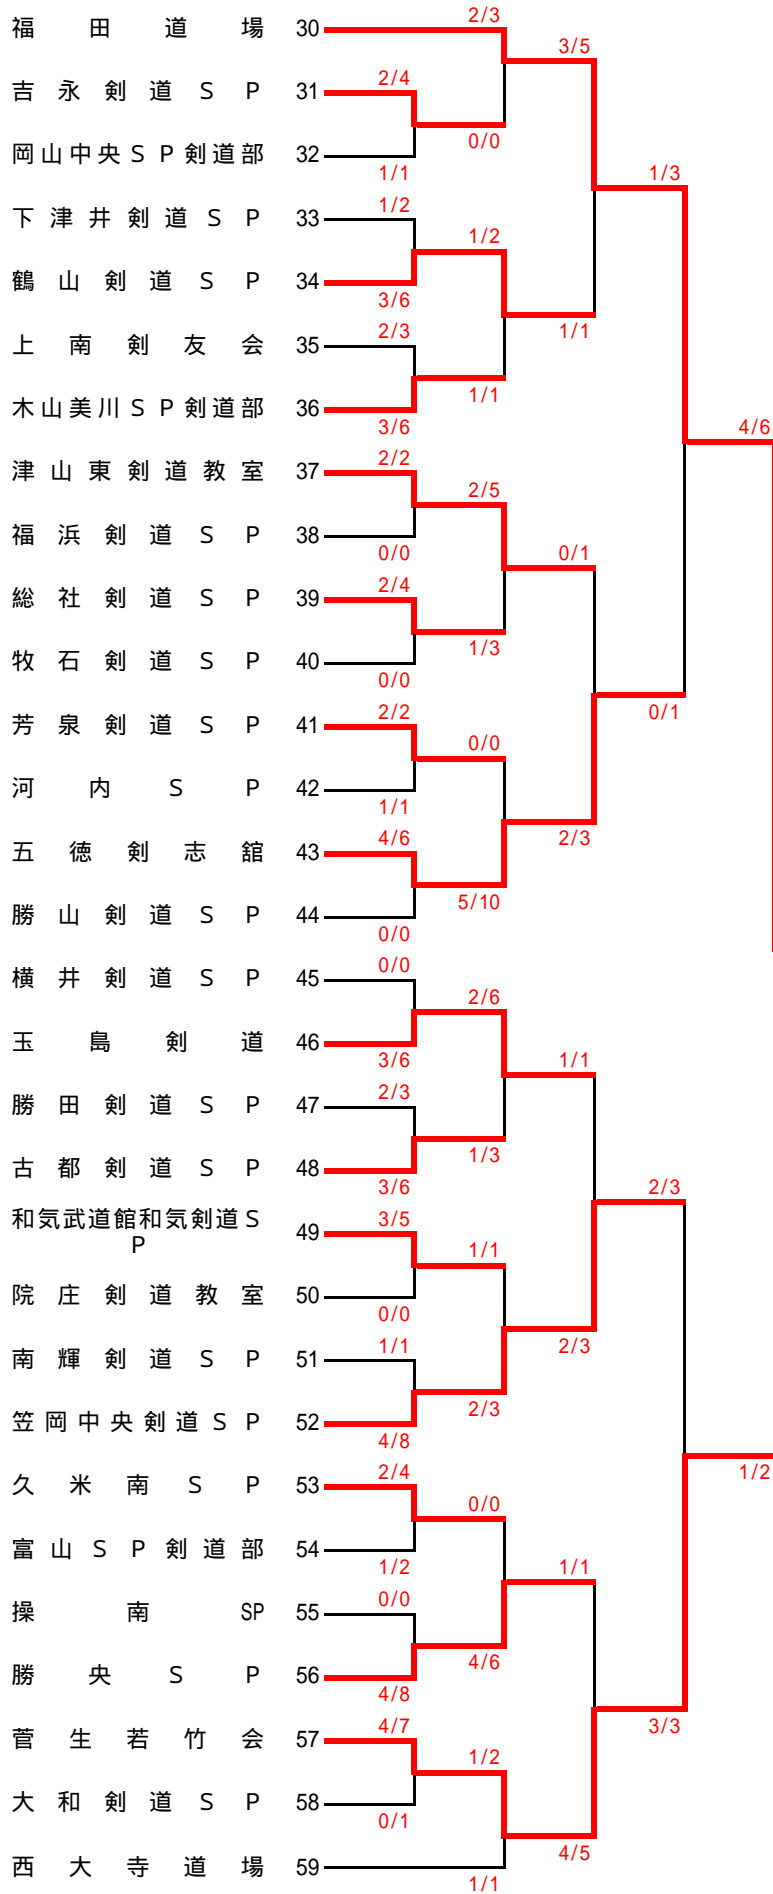 福田道場 30 2/3
3/5
吉永剣道SP 31 2/4
0/0
岡山中央SP剣道部 32
1/1
1/3
下津井剣道SP 33 1/2
1/2
鶴山剣道SP 34
3/6
1/1
上南剣友会 35 2/3
1/1
木山美川SP剣道部 36
3/6
4/6
津山東剣道教室 37 2/2
2/5
福浜剣道SP 38
0/0
0/1
総社剣道SP 39 2/4
1/3
牧石剣道SP 40
0/0
0/1
芳泉剣道SP 41 2/2
0/0
河内SP 42
1/1
五徳剣志舘 43 4/6
2/3
5/10
勝山剣道SP 44
0/0
横井剣道SP 45 0/0
2/6
玉島剣道 46
3/6
1/1
勝田剣道SP 47 2/3
1/3
古都剣道SP 48
3/6
2/3
和気武道館和気剣道S
P
49 3/5
1/1
院庄剣道教室 50
0/0
南輝剣道SP 51 1/1
2/3
2/3
笠岡中央剣道SP 52
4/8
1/2
久米南SP 53 2/4
0/0
富山SP剣道部 54
1/2
1/1
操南SP 55 0/0
4/6
勝央SP 56
4/8
3/3
菅生若竹会 57 4/7
1/2
大和剣道SP 58
0/1
4/5
西大寺道場 59
1/1